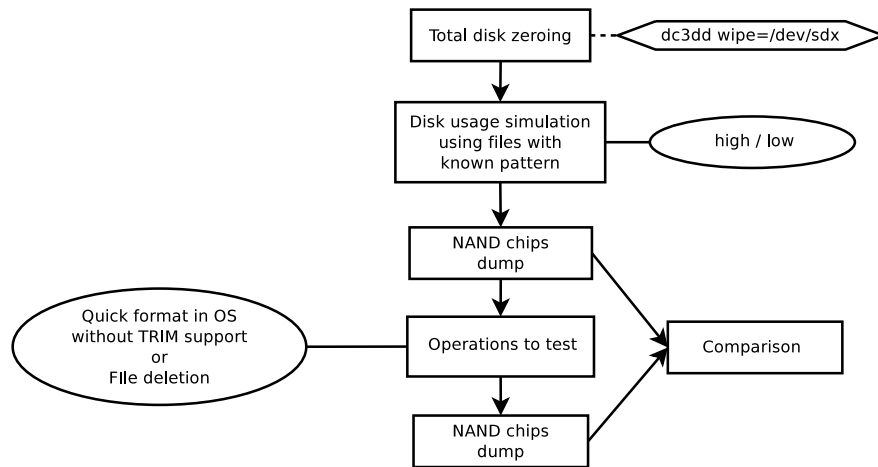 Total disk zeroing
dc3dd wipe=/dev/sdx
Disk usage simulation
using files with
known pattern
high / low
NAND chips
dump
Quick format in OS
without TRIM support
or
FIle deletion
Operations to test
Comparison
NAND chips
dump